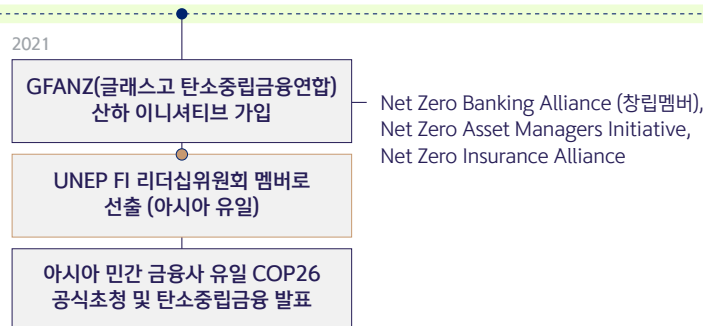 2021
GFANZ(글래스고 탄소중립금융연합)
산하 이니셔티브 가입
Net Zero Banking Alliance (창립멤버),
Net Zero Asset Managers Initiative,
Net Zero Insurance Alliance
UNEP FI 리더십위원회 멤버로
선출 (아시아 유일)
아시아 민간 금융사 유일 COP26
공식초청 및 탄소중립금융 발표